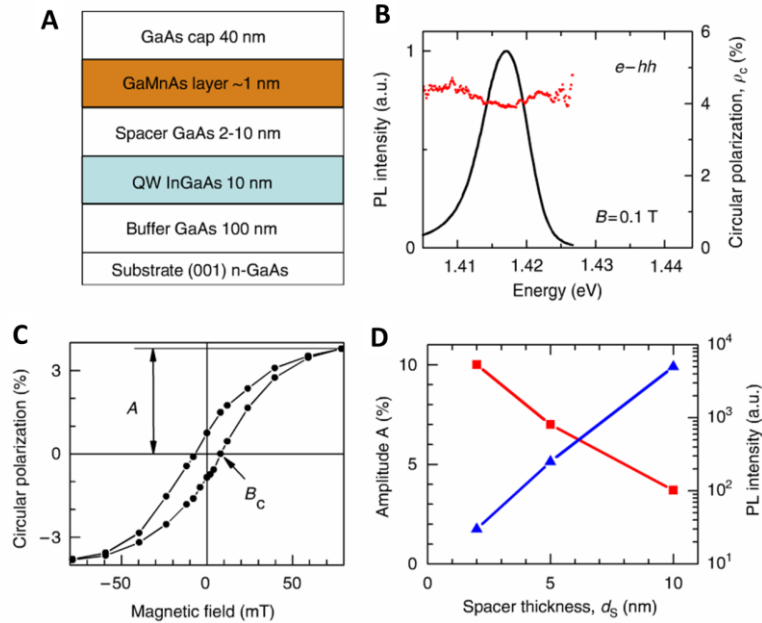 A
GaAs cap 40 nm
GaMnAs layer ~1 nm
Spacer GaAs 2-10 nm
QW InGaAs 10 nm
Buffer GaAs 100 nm
Substrate (001) n-GaAs
B
PL intensity (a.u.)
1
0
e–hh
B=0.1 T
6
4
2
0
Circular polarization, ρc (%)
1.41
1.42
1.43
1.44
Energy (eV)
C
Circular polarization (%)
3
0
−3
A
Bc
−50
0
50
Magnetic field (mT)
D
Amplitude A (%)
10
5
0
10⁴
10³
10²
10¹
PL intensity (a.u.)
0
5
10
Spacer thickness, dS (nm)